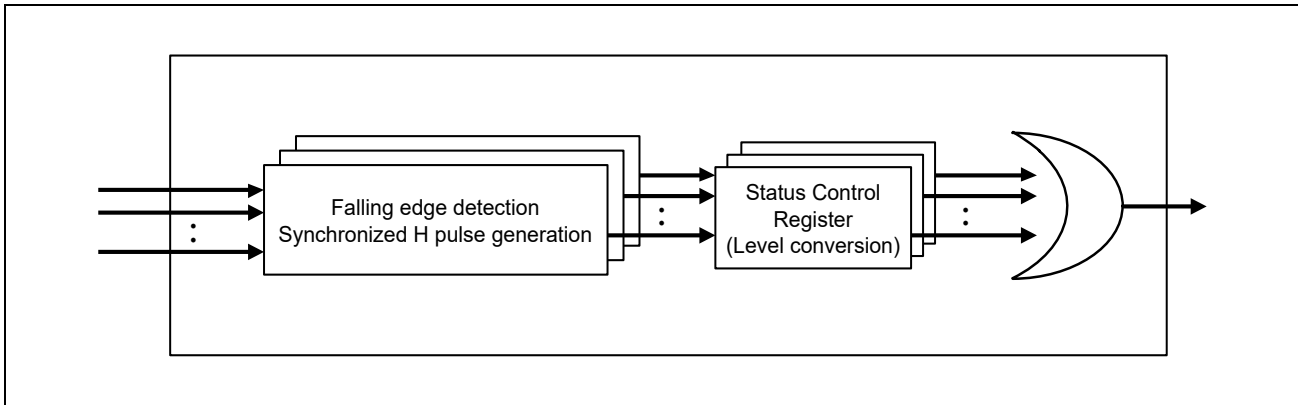 Falling edge detection
Synchronized H pulse generation
Status Control
Register
(Level conversion)